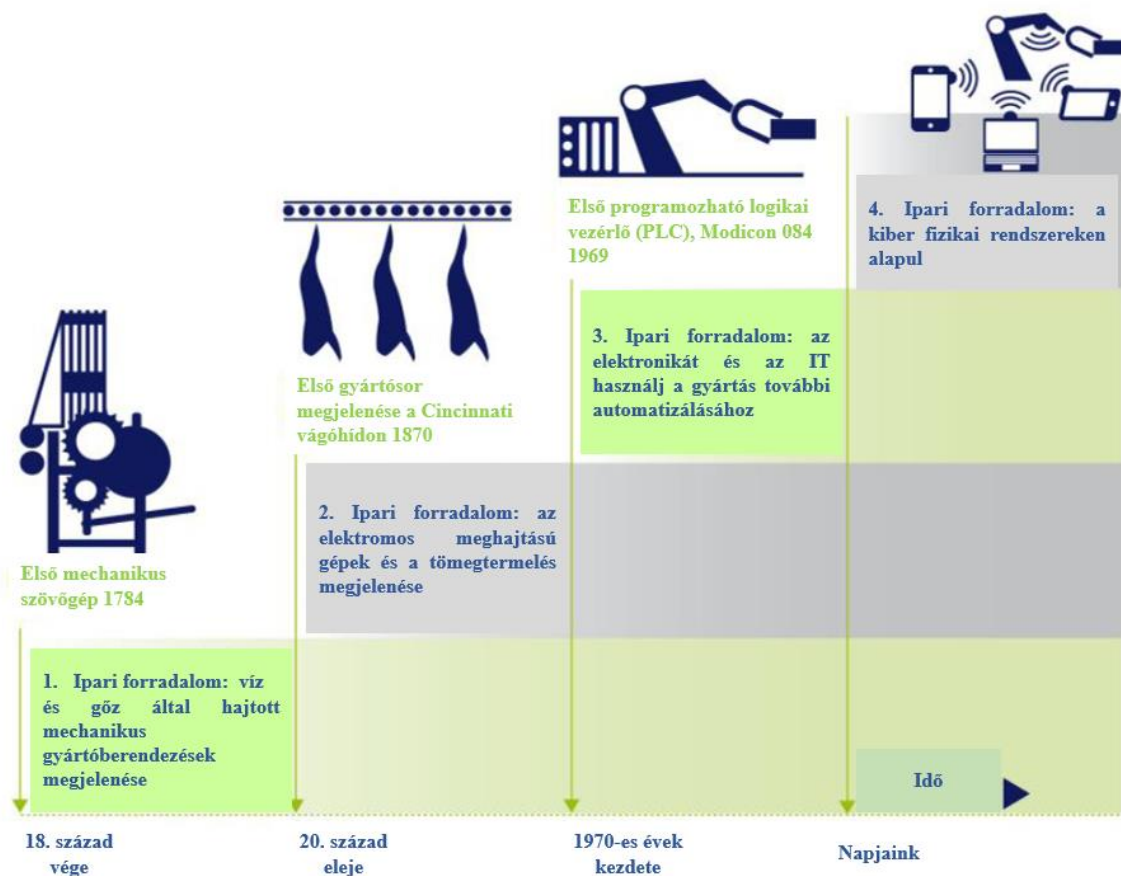 Első mechanikus
szövőgép 1784
1. Ipari forradalom: víz
és gőz által hajtott
mechanikus
gyártóberendezések
megjelenése
18. század
vége
Első gyártósor
megjelenése a Cincinnati
vágóhídon 1870
2. Ipari forradalom: az
elektromos meghajtású
gépek és a tömegtermelés
megjelenése
20. század
eleje
Első programozható logikai
vezérlő (PLC), Modicon 084
1969
3. Ipari forradalom: az
elektronikát és az IT
használj a gyártás további
automatizálásához
1970-es évek
kezdete
4. Ipari forradalom: a
kiber fizikai rendszereken
alapul
Idő
Napjaink